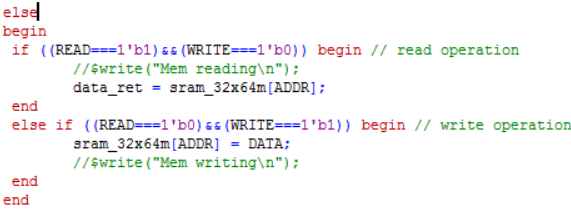 else
begin
if ((READ===1'b1)&&(WRITE===1'b0)) begin // read operation
//$write("Mem reading\n");
data_ret = sram_32x64m[ADDR];
end
else if ((READ===1'b0)&&(WRITE===1'b1)) begin // write operation
sram_32x64m[ADDR] = DATA;
//$write("Mem writing\n");
end
end